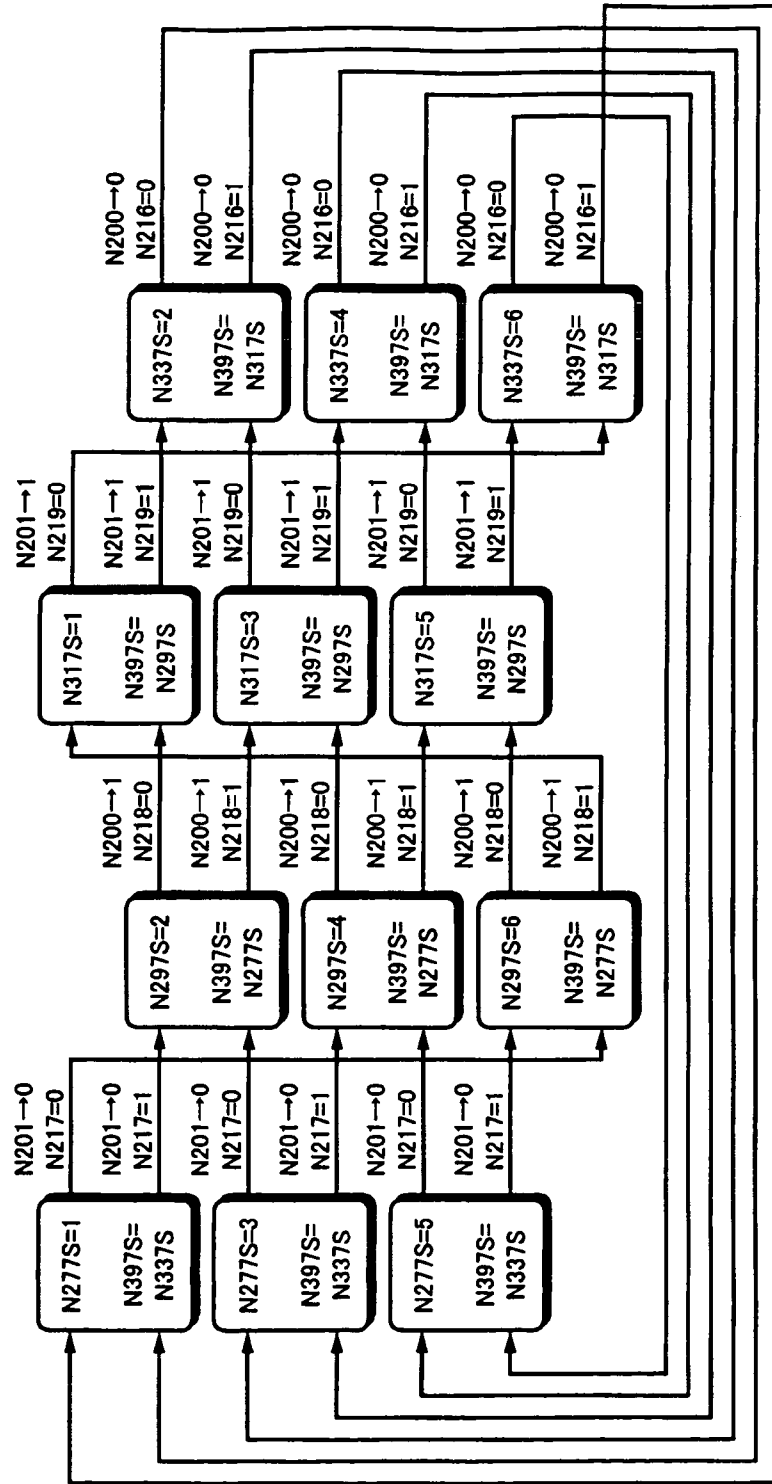 N277S=1
N397S=
N337S
N277S=3
N397S=
N337S
N277S=5
N397S=
N337S
N201→0
N217=0
N201→0
N217=1
N201→0
N217=0
N201→0
N217=1
N201→0
N217=0
N201→0
N217=1
N297S=2
N397S=
N277S
N297S=4
N397S=
N277S
N297S=6
N397S=
N277S
N200→1
N218=0
N200→1
N218=1
N200→1
N218=0
N200→1
N218=1
N200→1
N218=0
N200→1
N218=1
N317S=1
N397S=
N297S
N317S=3
N397S=
N297S
N317S=5
N397S=
N297S
N201→1
N219=0
N201→1
N219=1
N201→1
N219=0
N201→1
N219=1
N201→1
N219=0
N201→1
N219=1
N337S=2
N397S=
N317S
N337S=4
N397S=
N317S
N337S=6
N397S=
N317S
N200→0
N216=0
N200→0
N216=1
N200→0
N216=0
N200→0
N216=1
N200→0
N216=0
N200→0
N216=1